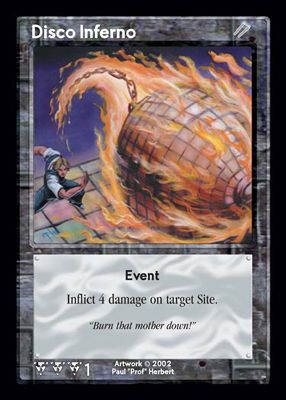 Disco Inferno
Event
Inflict 4 damage on target Site.
"Burn that mother down!"
1
Artwork © 2002
Paul "Prof" Herbert